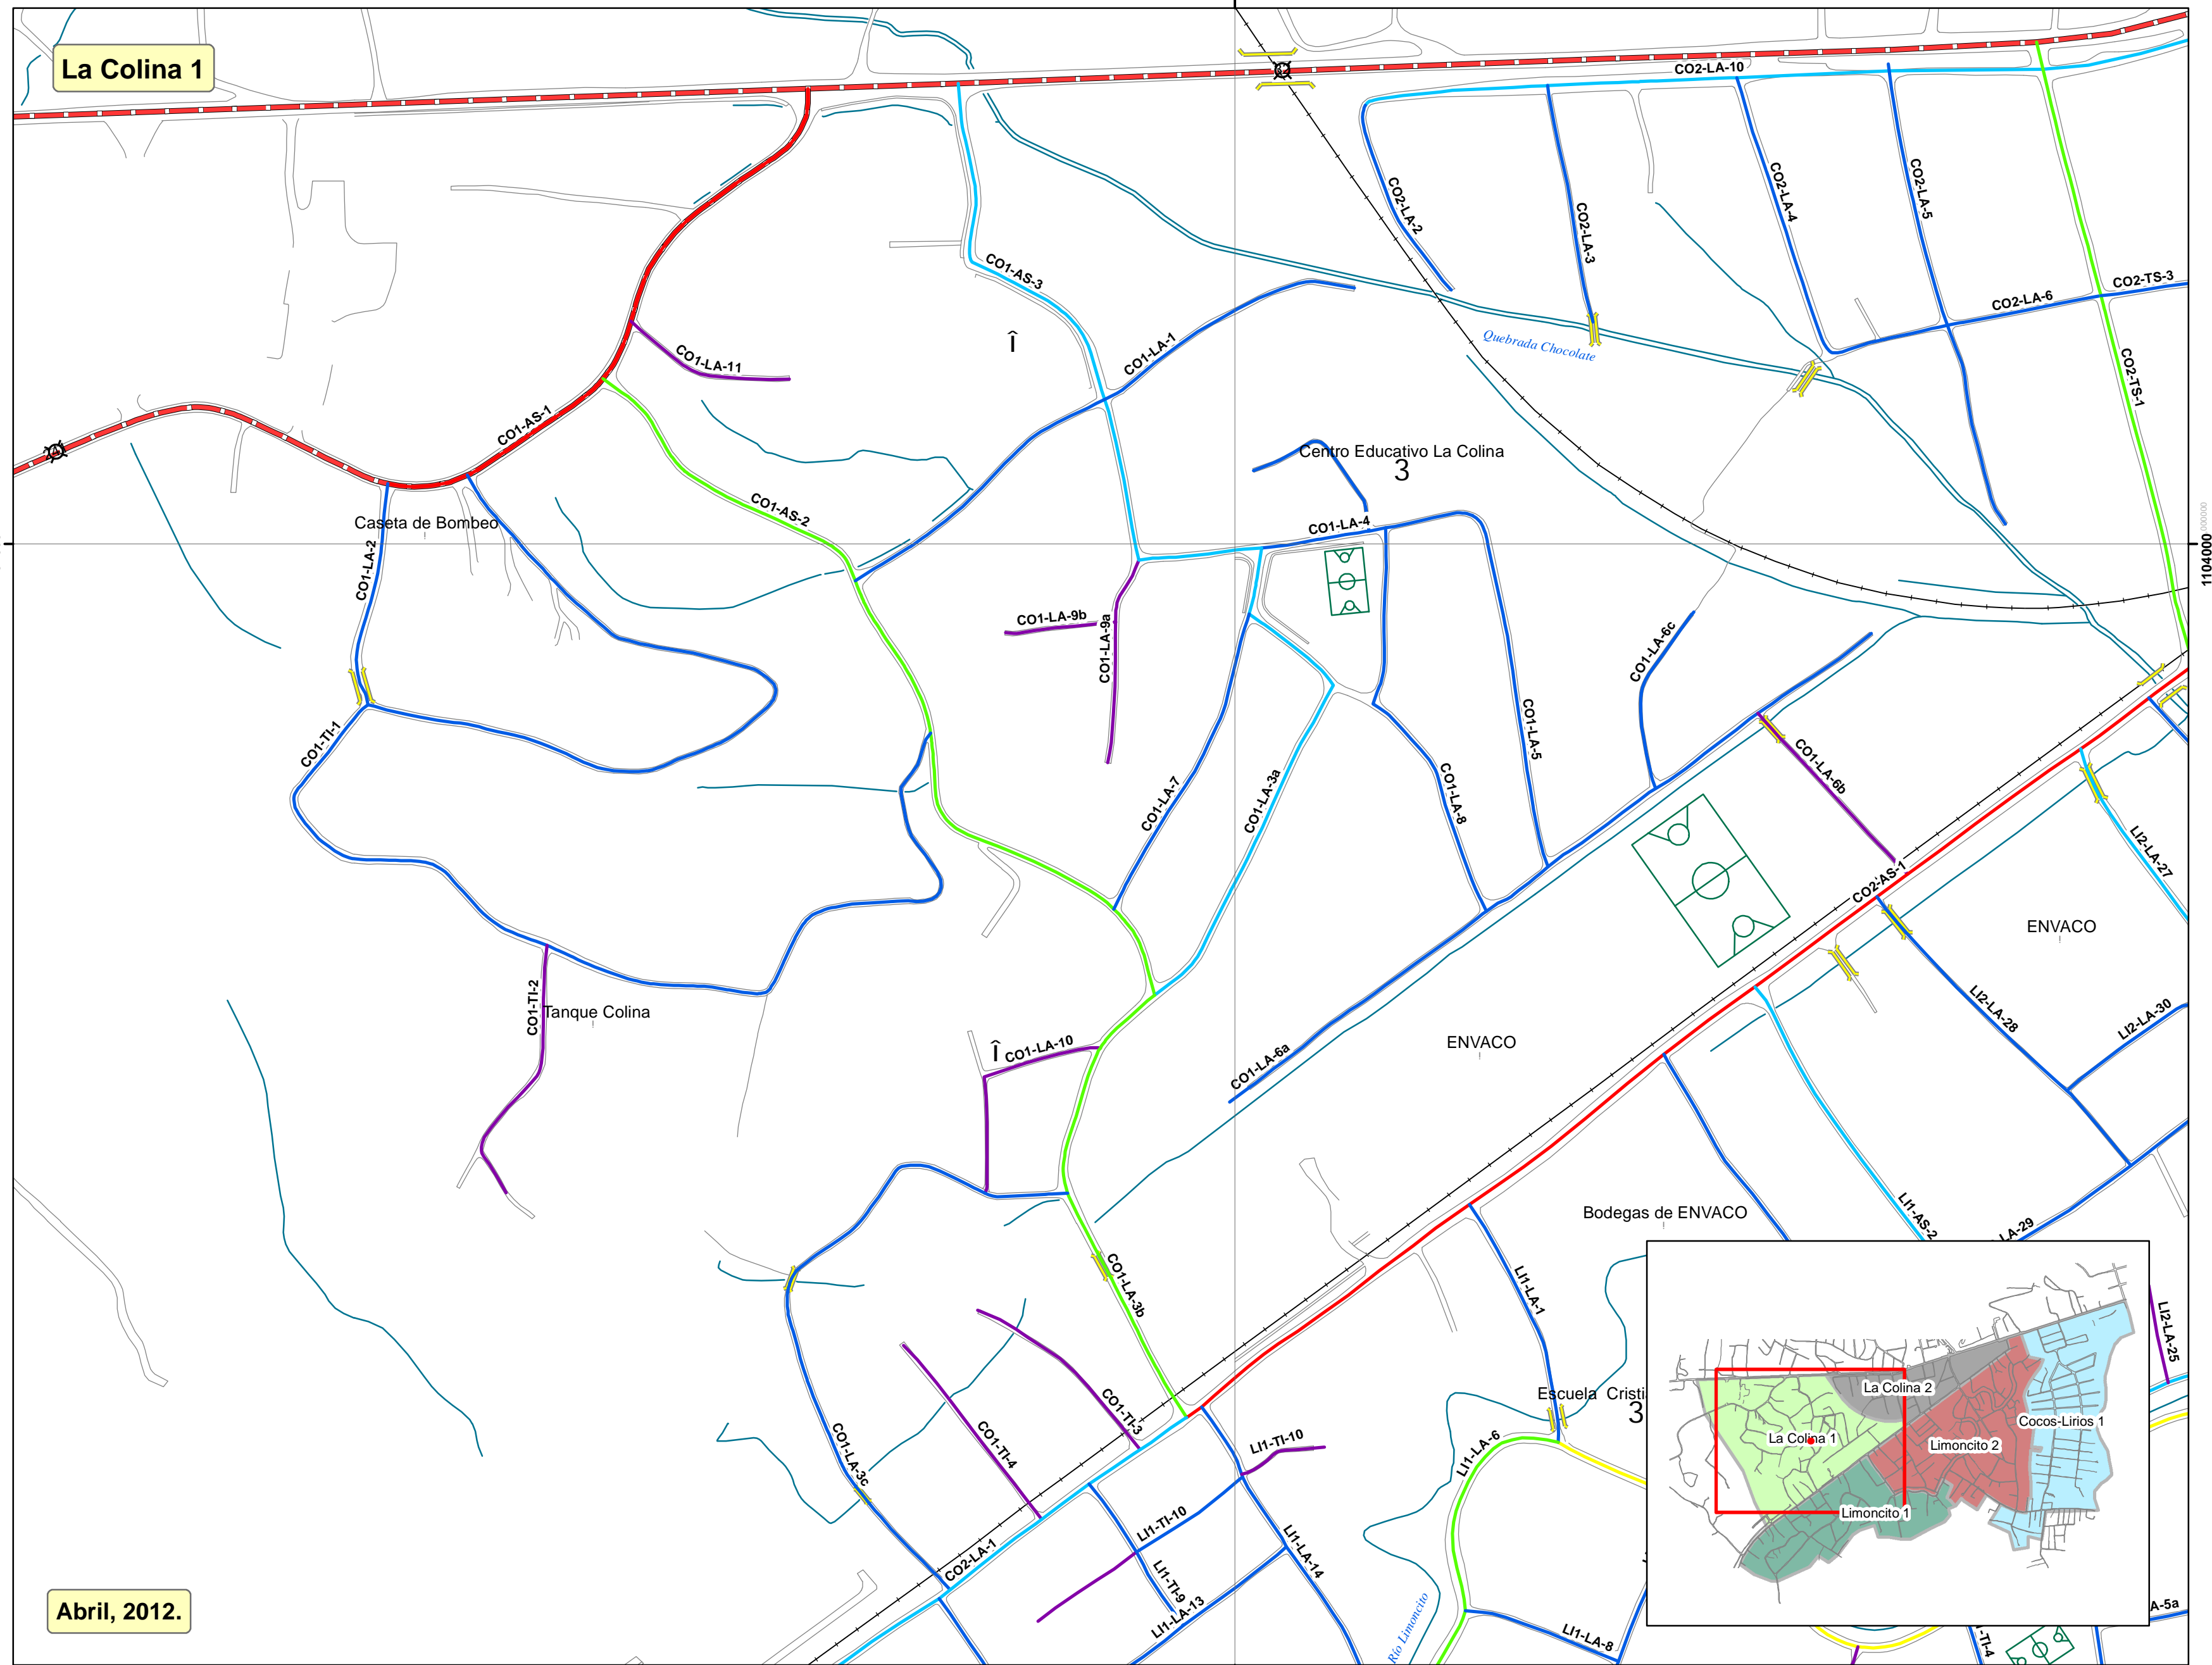 La Colina 1
CO2-LA-10
CO2-LA-2
CO2-LA-3
CO2-LA-4
CO2-LA-5
CO2-TS-3
CO2-LA-6
CO2-TS-1
CO1-AS-3
CO1-LA-1
Î
Quebrada Chocolate
CO1-LA-11
CO1-AS-1
CO1-AS-2
Caseta de Bombeo
Centro Educativo La Colina
3
CO1-LA-4
1104000
000000
CO1-LA-2
CO1-LA-9b
CO1-LA-9a
CO1-LA-6c
CO1-TI-1
CO1-LA-7
CO1-LA-3a
CO1-LA-8
CO1-LA-5
CO1-LA-6b
CO2-AS-1
LI2-LA-27
ENVACO
CO1-TI-2
Tanque Colina
Î
CO1-LA-10
CO1-LA-6a
ENVACO
LI2-LA-28
LI2-LA-30
Bodegas de ENVACO
LI1-AS-2
LA-29
CO1-LA-3b
LI1-LA-1
LI2-LA-25
Escuela Cristi
3
CO1-TI-3
CO1-TI-4
CO1-LA-3c
LI1-TI-10
LI1-LA-6
LI1-TI-10
LI1-LA-14
CO2-LA-1
LI1-TI-9
LI1-LA-13
Río Limoncito
LI1-LA-8
La Colina 2
Cocos-Lirios 1
La Colina 1
Limoncito 2
Limoncito 1
A-5a
TI-4
Abril, 2012.